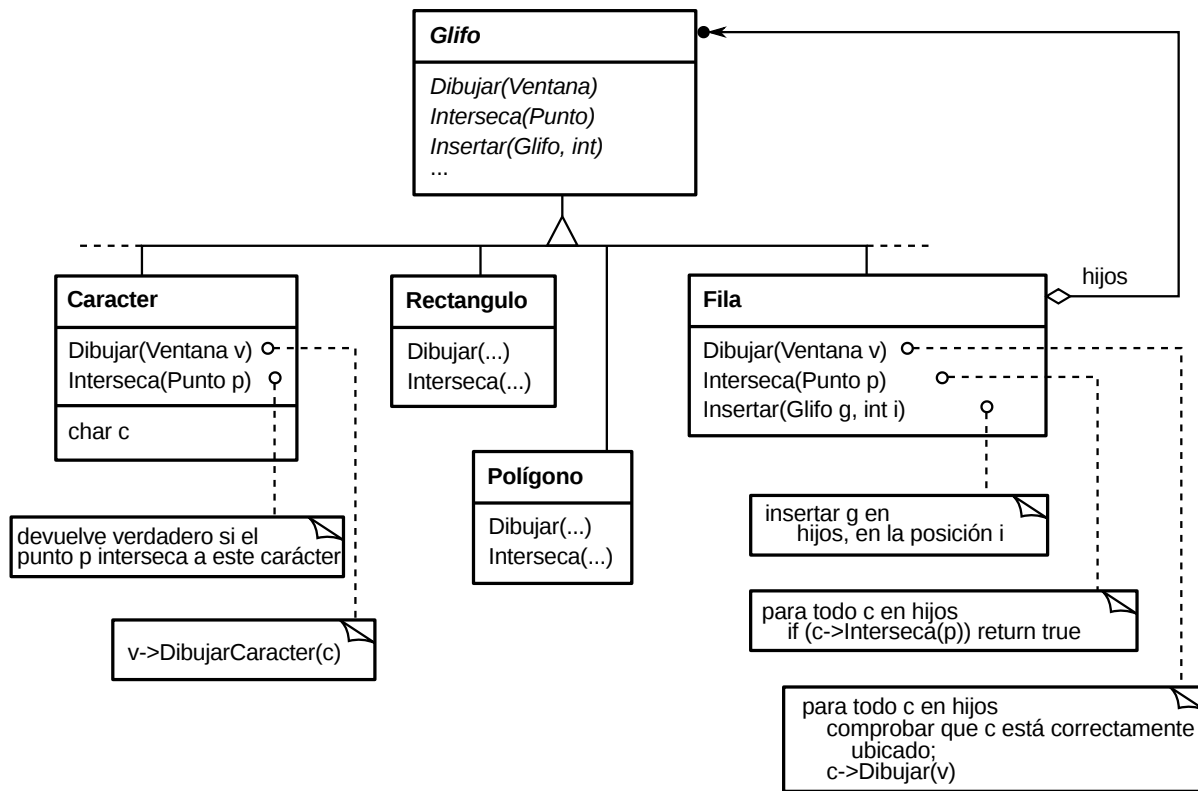 Glifo
Dibujar(Ventana)
Interseca(Punto)
Insertar(Glifo, int)
...
hijos
Caracter
Dibujar(Ventana v)
Interseca(Punto p)
char c
Rectangulo
Dibujar(...)
Interseca(...)
Fila
Dibujar(Ventana v)
Interseca(Punto p)
Insertar(Glifo g, int i)
Polígono
Dibujar(...)
Interseca(...)
devuelve verdadero si el
punto p interseca a este carácter
v->DibujarCaracter(c)
insertar g en
hijos, en la posición i
para todo c en hijos
if (c->Interseca(p)) return true
para todo c en hijos
comprobar que c está correctamente
ubicado;
c->Dibujar(v)